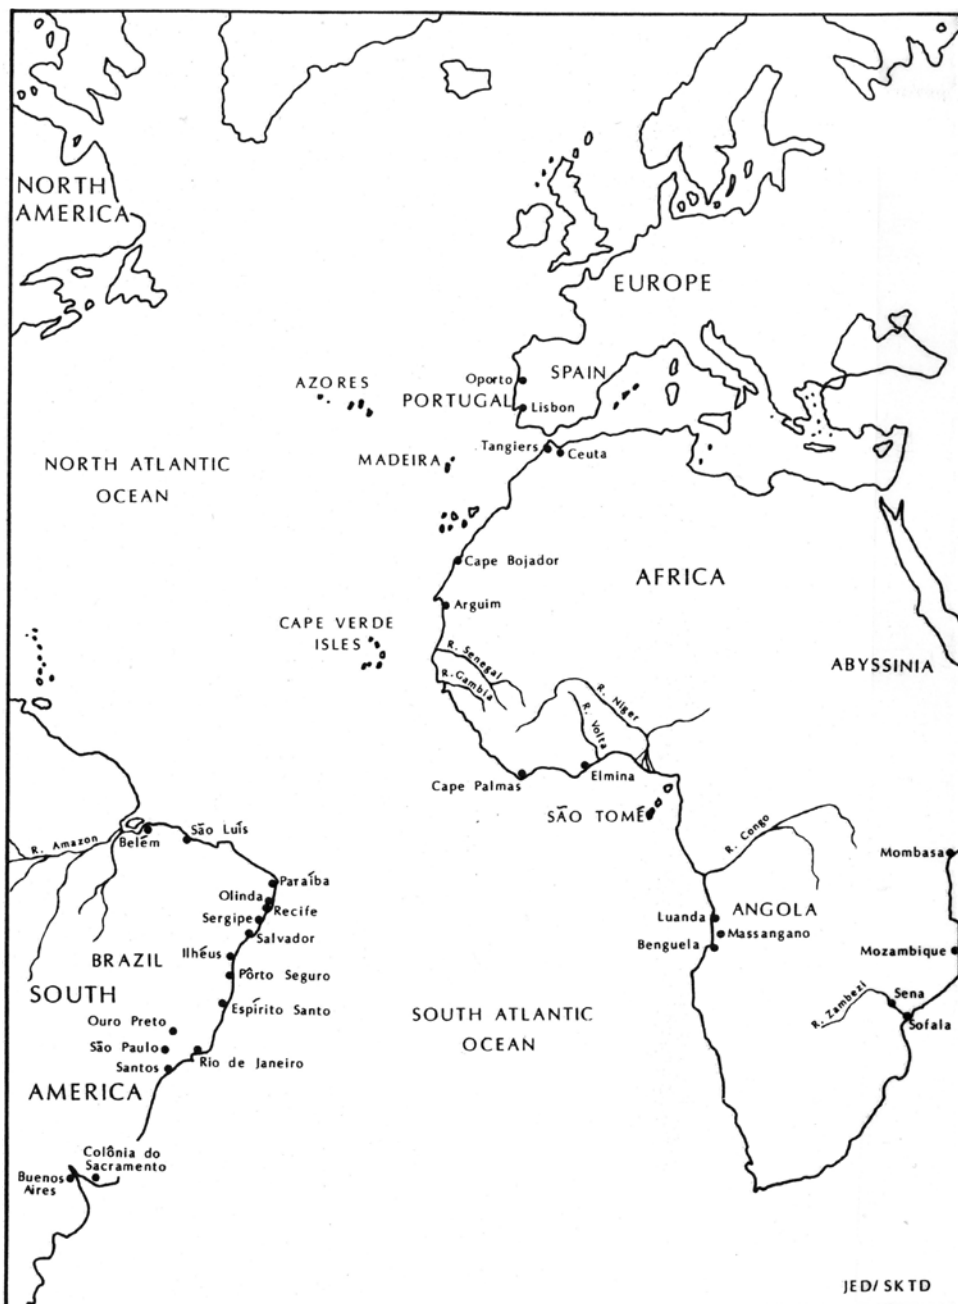 NORTH
AMERICA
EUROPE
AZORES
Oporto
SPAIN
PORTUGAL
Lisbon
Tangiers
Ceuta
MADEIRA
NORTH ATLANTIC
OCEAN
Cape Bojador
AFRICA
Arguim
CAPE VERDE
ISLES
R. Senegal
R. Gambia
ABYSSINIA
R. Niger
R. Volta
Cape Palmas
Elmina
SÃO TOMÉ
R. Amazon
Belém
São Luís
R. Congo
Mombasa
Paraíba
Olinda
Recife
Sergipe
Salvador
Luanda
ANGOLA
Massangano
Benguela
Mozambique
Ilhéus
BRAZIL
Pôrto Seguro
SOUTH
Espírito Santo
R. Zambezi
Sena
Sofala
SOUTH ATLANTIC
OCEAN
Ouro Preto
São Paulo
Rio de Janeiro
Santos
AMERICA
Colônia do
Sacramento
Buenos
Aires
JED/SKTD